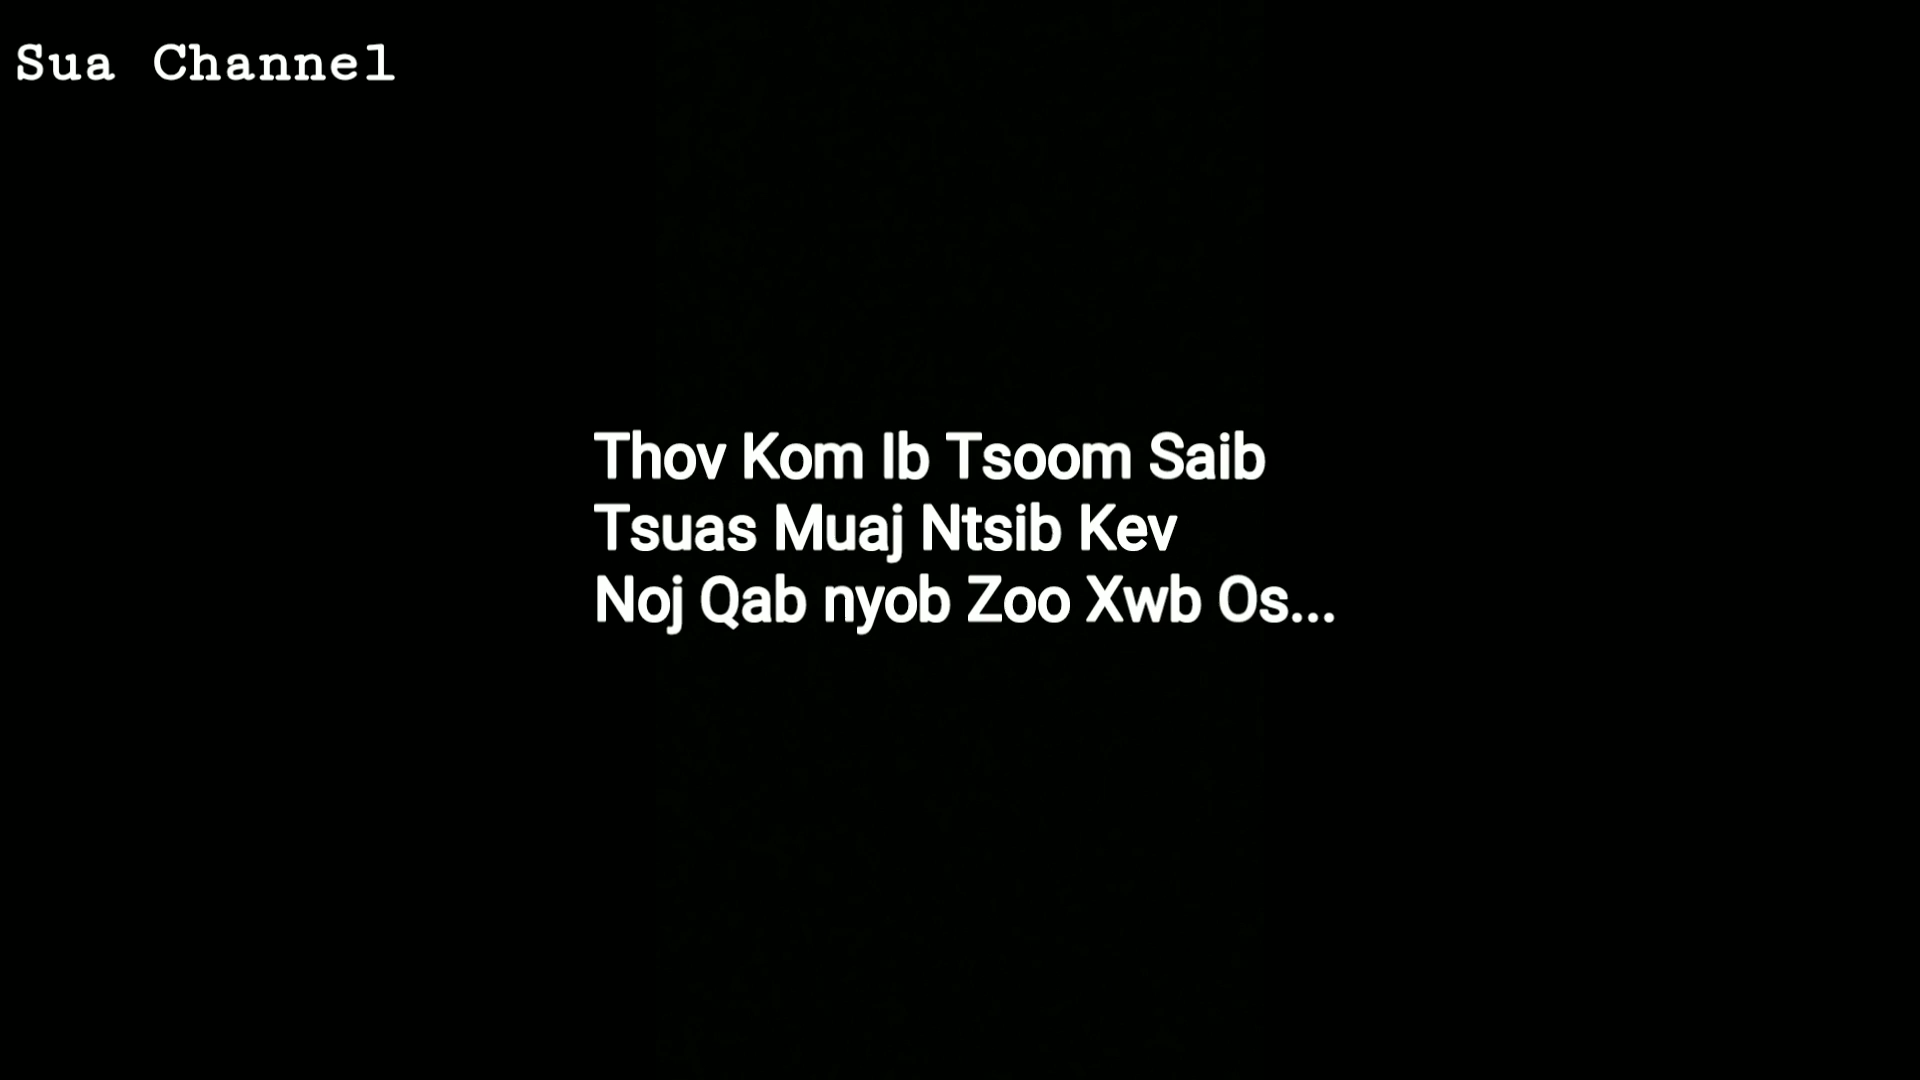 Sua Channel
Thov Kom Ib Tsoom Saib
Tsuas Muaj Ntsib Kev
Noj Qab nyob Zoo Xwb Os...